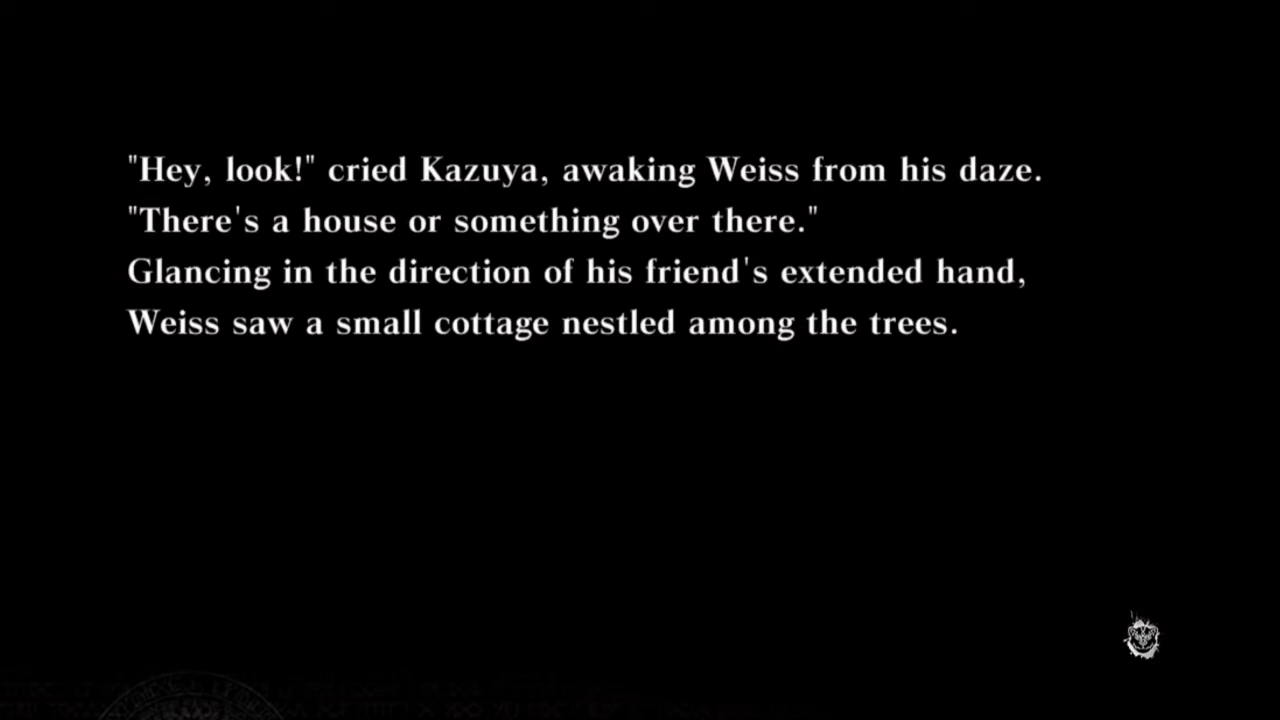 "Hey, look!" cried Kazuya, awaking Weiss from his daze.
"There's a house or something over there."
Glancing in the direction of his friend's extended hand,
Weiss saw a small cottage nestled among the trees.